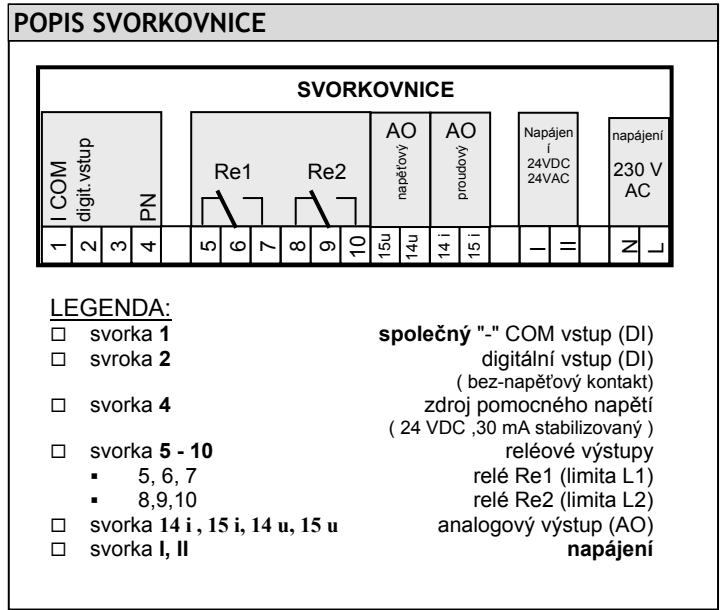 POPIS SVORKOVNICE
SVORKOVNICE
I COM
digit.vstup
PN
Re1
Re2
AO
napěťový
AO
proudový
Napájen
í
24VDC
24VAC
napájení
230 V
AC
1 2 3 4 5 6 7 8 9 10 15u 14u 14 i 15 i I II N L
LEGENDA:
□ svorka 1 společný "-" COM vstup (DI)
□ svroka 2 digitální vstup (DI)
( bez-napěťový kontakt)
□ svorka 4 zdroj pomocného napětí
( 24 VDC ,30 mA stabilizovaný )
□ svorka 5 - 10 reléové výstupy
▪ 5, 6, 7 relé Re1 (limita L1)
▪ 8,9,10 relé Re2 (limita L2)
□ svorka 14 i , 15 i, 14 u, 15 u analogový výstup (AO)
□ svorka I, II napájení